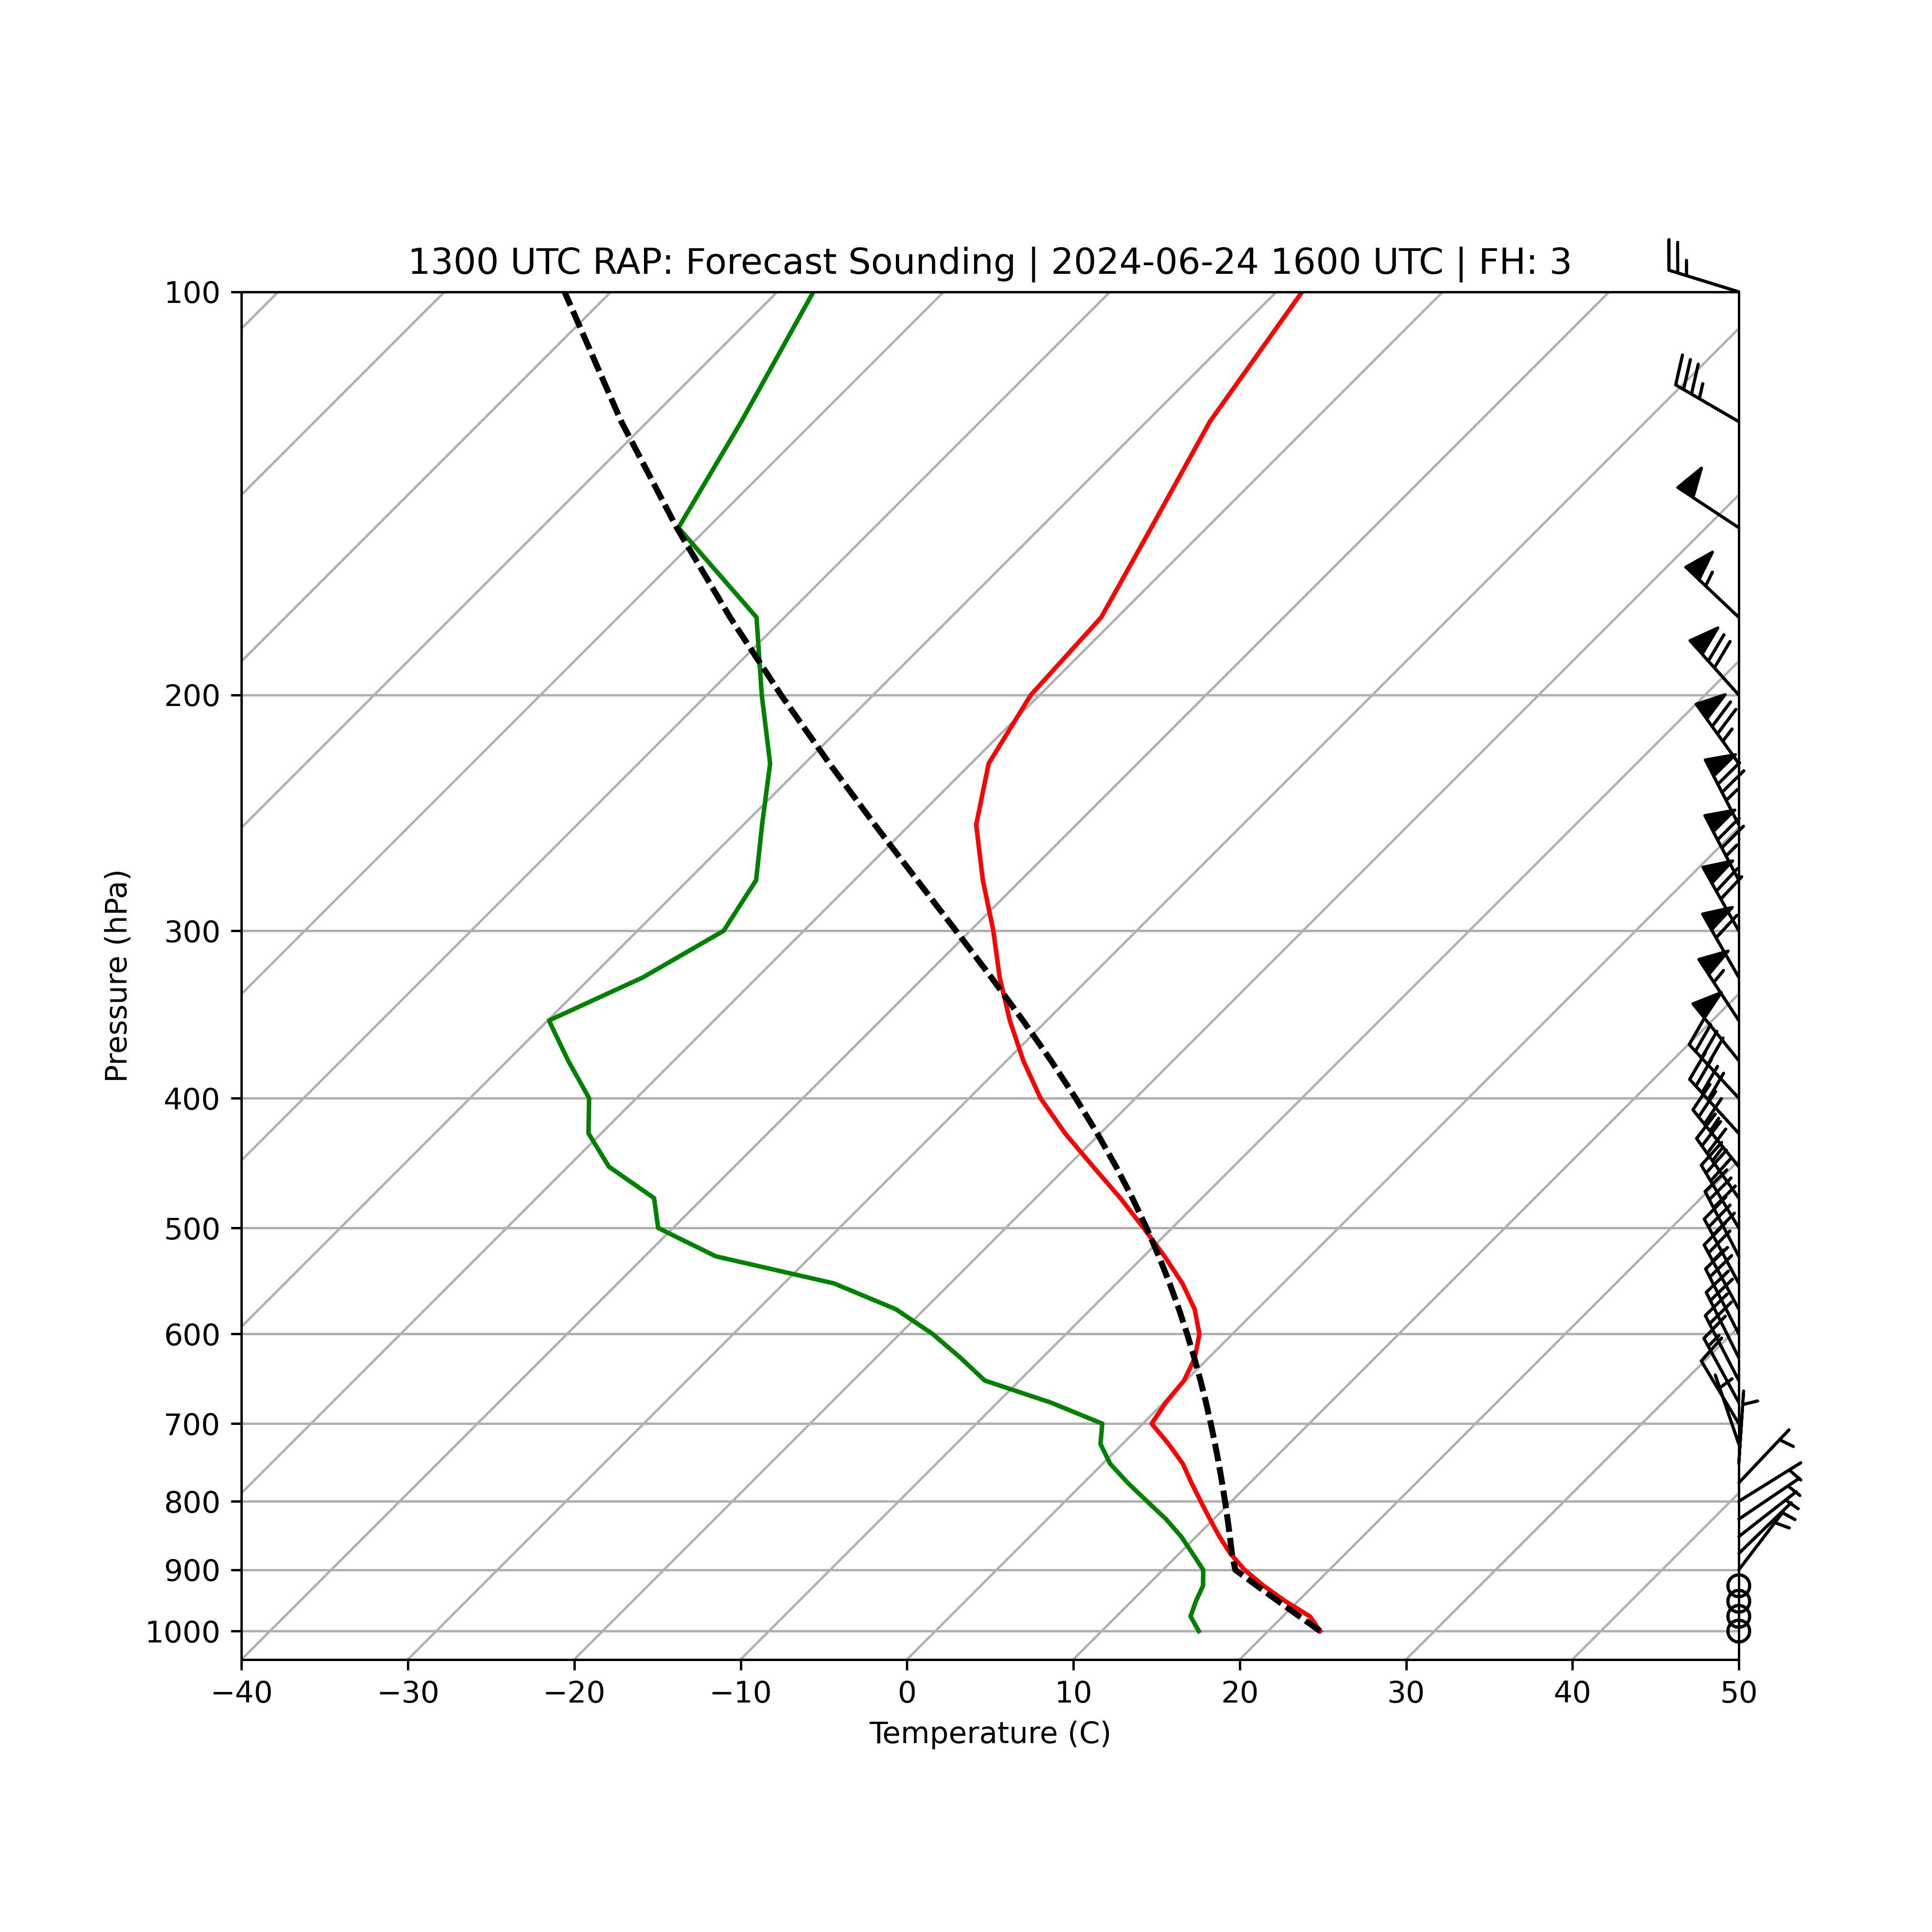 1300 UTC RAP: Forecast Sounding | 2024-06-24 1600 UTC | FH: 3
100
200
300
400
500
600
700
800
900
1000
Pressure (hPa)
−40 −30 −20 −10 0 10 20 30 40 50
Temperature (C)